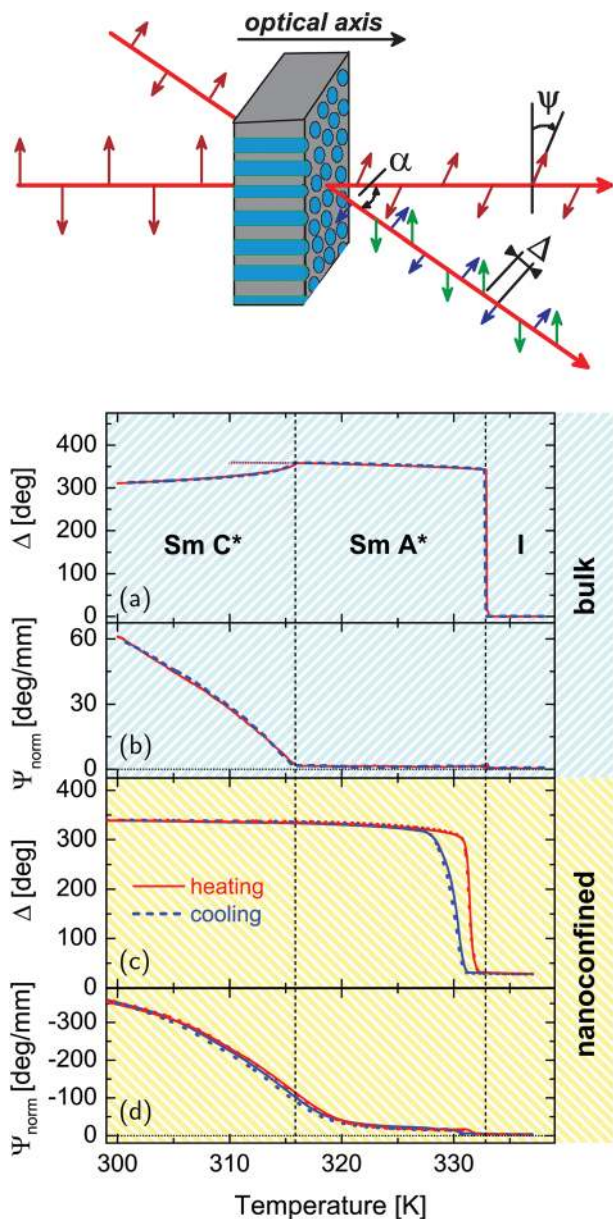 optical axis
ψ
α
Δ
400
300
200
100
0
Δ [deg]
Sm C*
Sm A*
I
(a)
bulk
60
30
0
Ψnorm [deg/mm]
(b)
400
300
200
100
0
Δ [deg]
heating
cooling
(c)
nanoconfined
-300
-200
-100
0
Ψnorm [deg/mm]
(d)
300
310
320
330
Temperature [K]